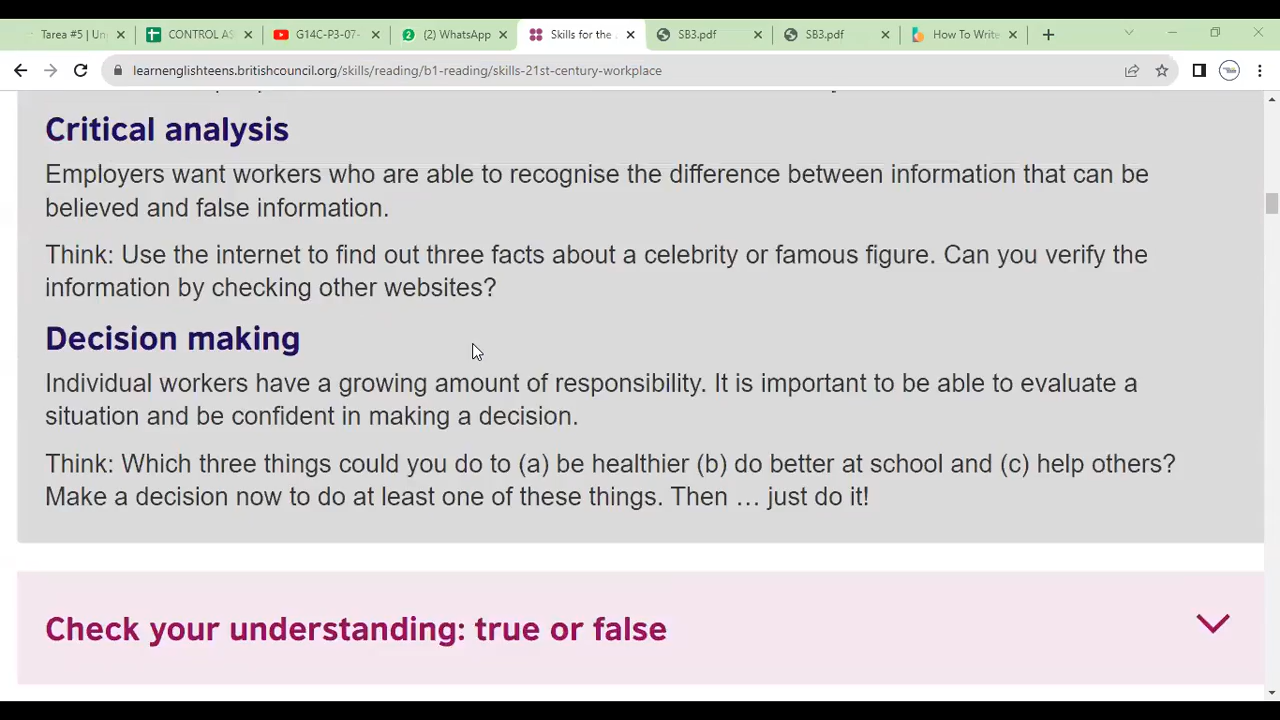 Tarea #5 | Un
CONTROL AS
G14C-P3-07-
(2) WhatsApp
Skills for the
SB3.pdf
SB3.pdf
How To Write
learnenglishteens.britishcouncil.org/skills/reading/b1-reading/skills-21st-century-workplace
Critical analysis
Employers want workers who are able to recognise the difference between information that can be
believed and false information.
Think: Use the internet to find out three facts about a celebrity or famous figure. Can you verify the
information by checking other websites?
Decision making
Individual workers have a growing amount of responsibility. It is important to be able to evaluate a
situation and be confident in making a decision.
Think: Which three things could you do to (a) be healthier (b) do better at school and (c) help others?
Make a decision now to do at least one of these things. Then … just do it!
Check your understanding: true or false